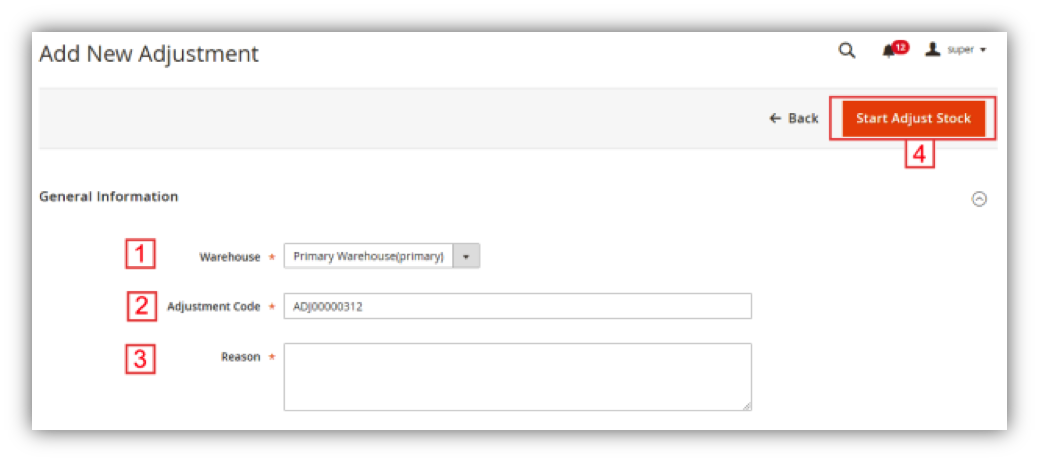 Add New Adjustment
12
super
← Back
Start Adjust Stock
4
General Information
1
Warehouse *
Primary Warehouse(primary)
2
Adjustment Code *
ADJ00000312
3
Reason *